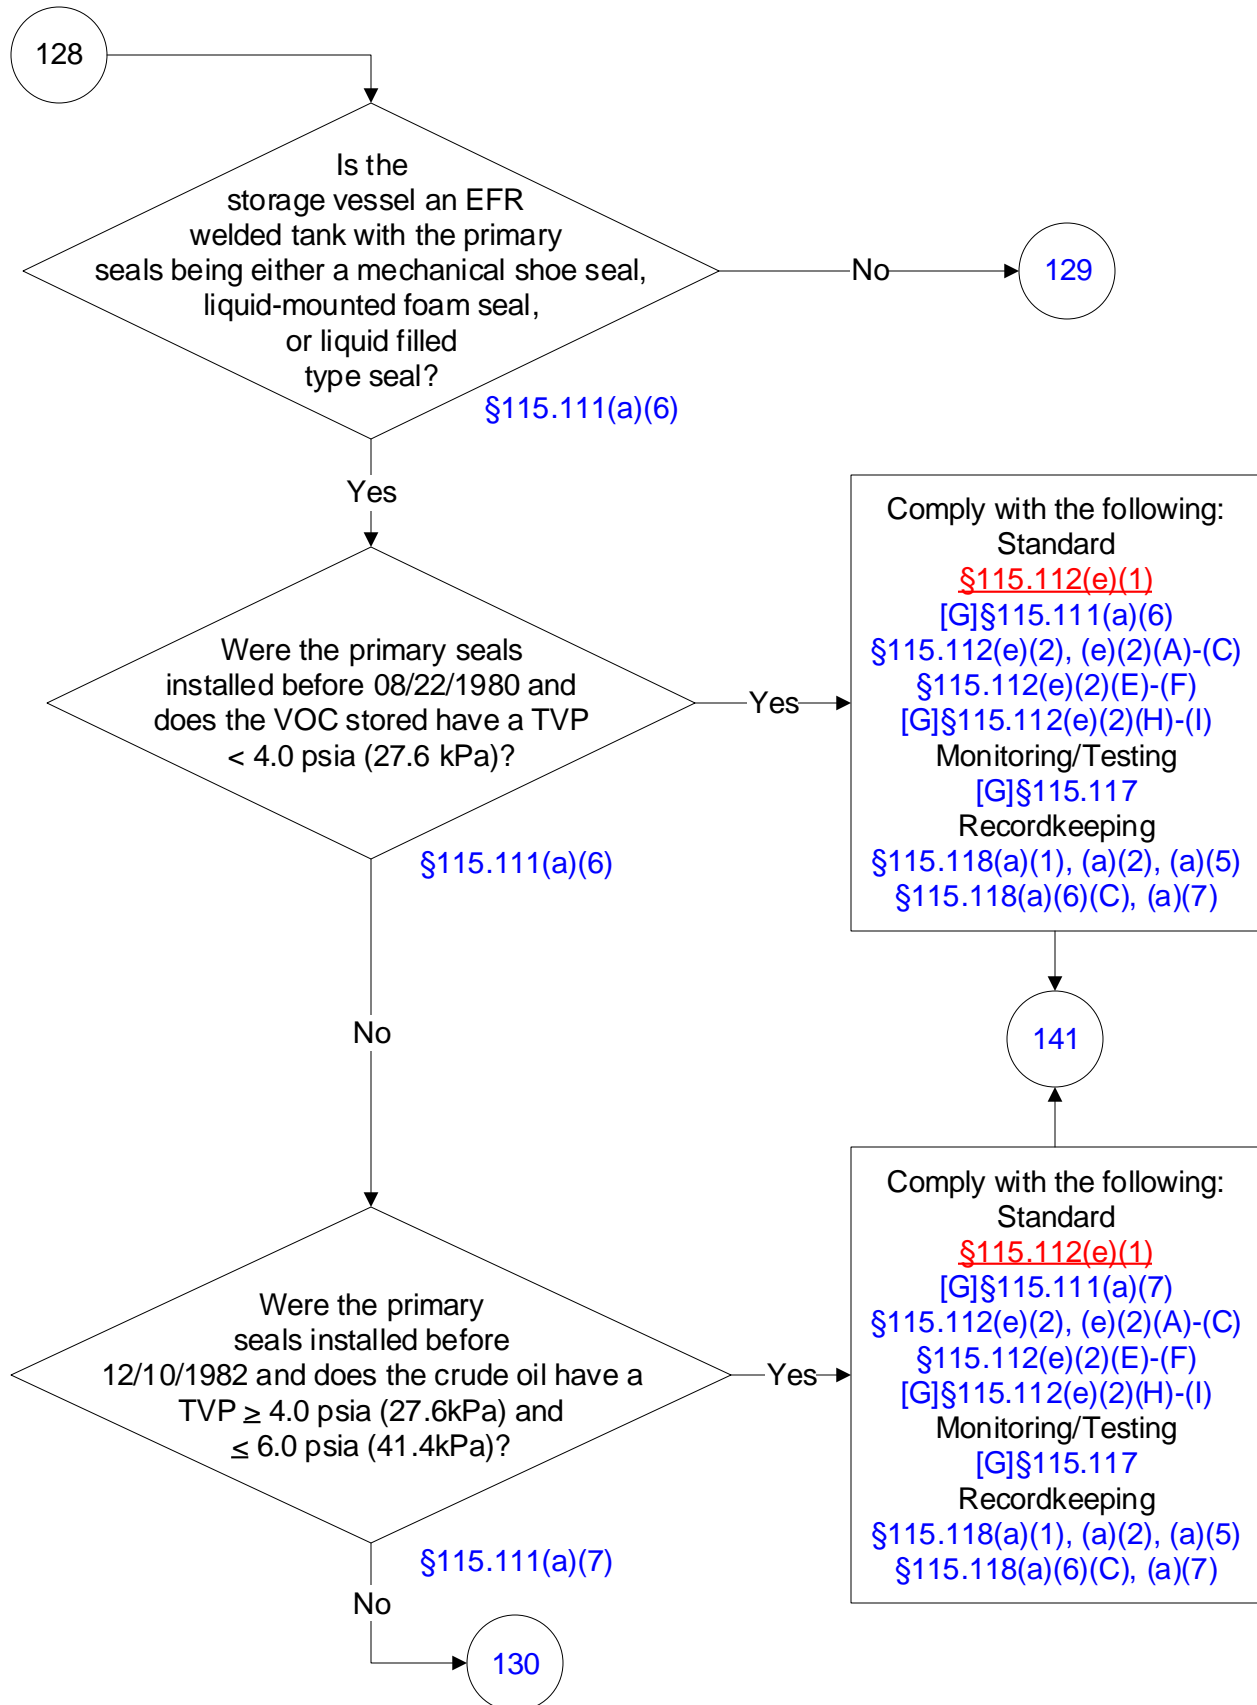 128
Is the
storage vessel an EFR
welded tank with the primary
seals being either a mechanical shoe seal,
liquid-mounted foam seal,
or liquid filled
type seal?
No
129
§115.111(a)(6)
Yes
Comply with the following:
Standard
§115.112(e)(1)
[G]§115.111(a)(6)
§115.112(e)(2), (e)(2)(A)-(C)
§115.112(e)(2)(E)-(F)
[G]§115.112(e)(2)(H)-(I)
Monitoring/Testing
[G]§115.117
Recordkeeping
§115.118(a)(1), (a)(2), (a)(5)
§115.118(a)(6)(C), (a)(7)
Were the primary seals
installed before 08/22/1980 and
does the VOC stored have a TVP
< 4.0 psia (27.6 kPa)?
Yes
§115.111(a)(6)
No
141
Were the primary
seals installed before
12/10/1982 and does the crude oil have a
TVP ≥ 4.0 psia (27.6kPa) and
≤ 6.0 psia (41.4kPa)?
Yes
Comply with the following:
Standard
§115.112(e)(1)
[G]§115.111(a)(7)
§115.112(e)(2), (e)(2)(A)-(C)
§115.112(e)(2)(E)-(F)
[G]§115.112(e)(2)(H)-(I)
Monitoring/Testing
[G]§115.117
Recordkeeping
§115.118(a)(1), (a)(2), (a)(5)
§115.118(a)(6)(C), (a)(7)
§115.111(a)(7)
No
130